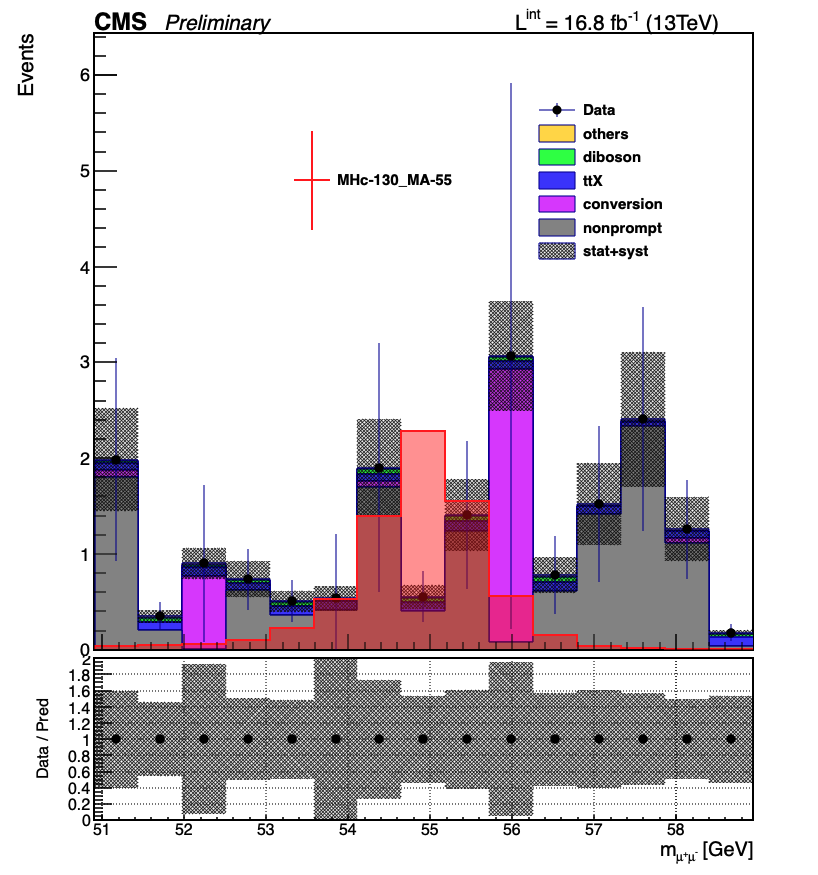 CMS Preliminary L^int = 16.8 fb^-1 (13TeV)
Events
6
5
4
3
2
1
0
Data
others
diboson
ttX
conversion
nonprompt
stat+syst
MHc-130_MA-55
Data / Pred
2
1.8
1.6
1.4
1.2
1
0.8
0.6
0.4
0.2
0
51 52 53 54 55 56 57 58
m_μ+μ- [GeV]